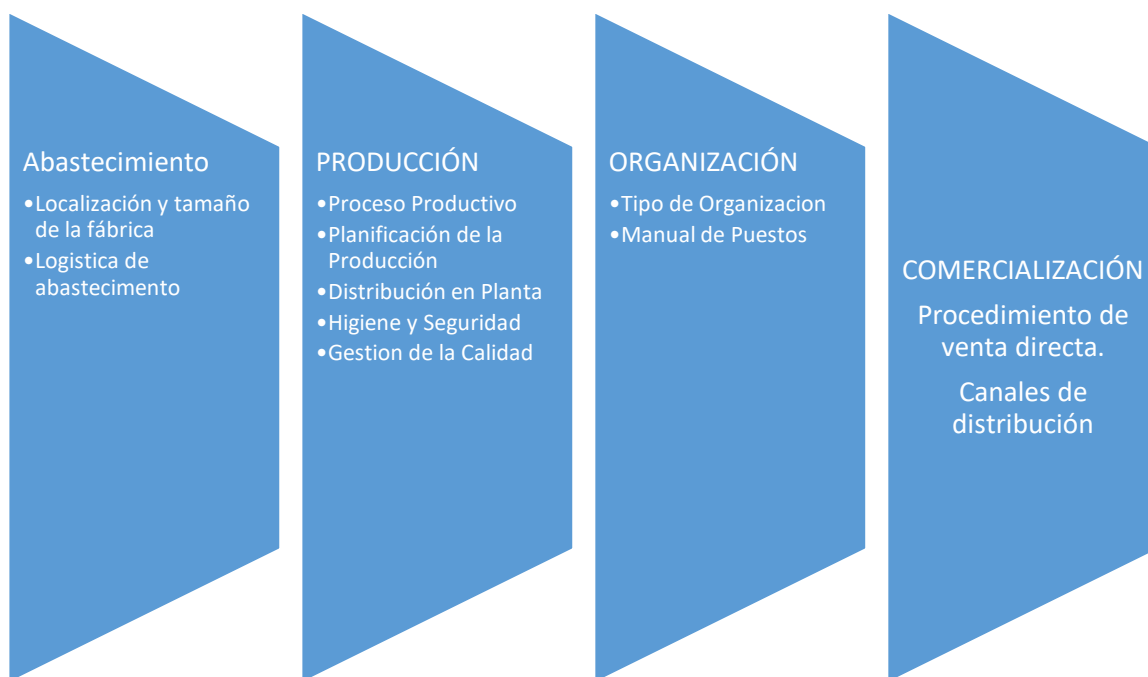 Abastecimiento
•Localización y tamaño
de la fábrica
•Logistica de
abastecimento
PRODUCCIÓN
•Proceso Productivo
•Planificación de la
Producción
•Distribución en Planta
•Higiene y Seguridad
•Gestion de la Calidad
ORGANIZACIÓN
•Tipo de Organizacion
•Manual de Puestos
COMERCIALIZACIÓN
Procedimiento de
venta directa.
Canales de
distribución